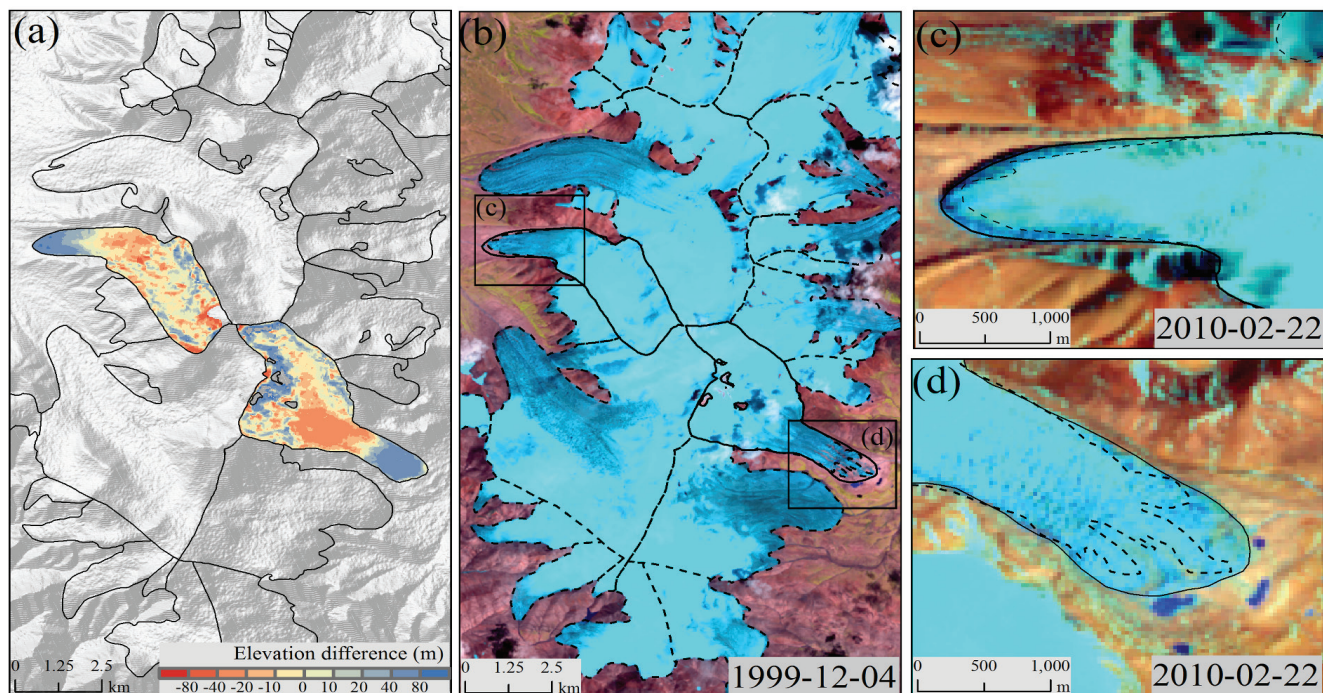 (a)
Elevation difference (m)
0 1.25 2.5
km
-80 -40 -20 -10 0 10 20 40 80
(b)
(c)
(d)
0 1.25 2.5
km
1999-12-04
(c)
0 500 1,000
m
2010-02-22
(d)
0 500 1,000
m
2010-02-22